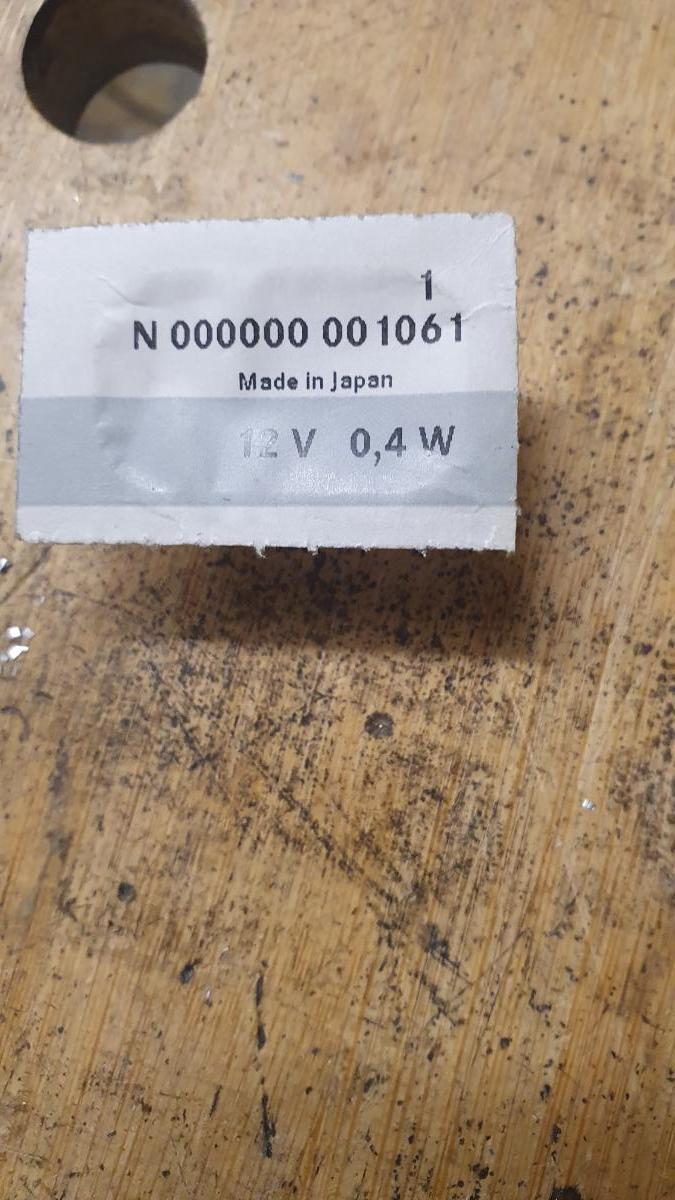 1
N 000000 001061
Made in Japan
12 V 0,4 W